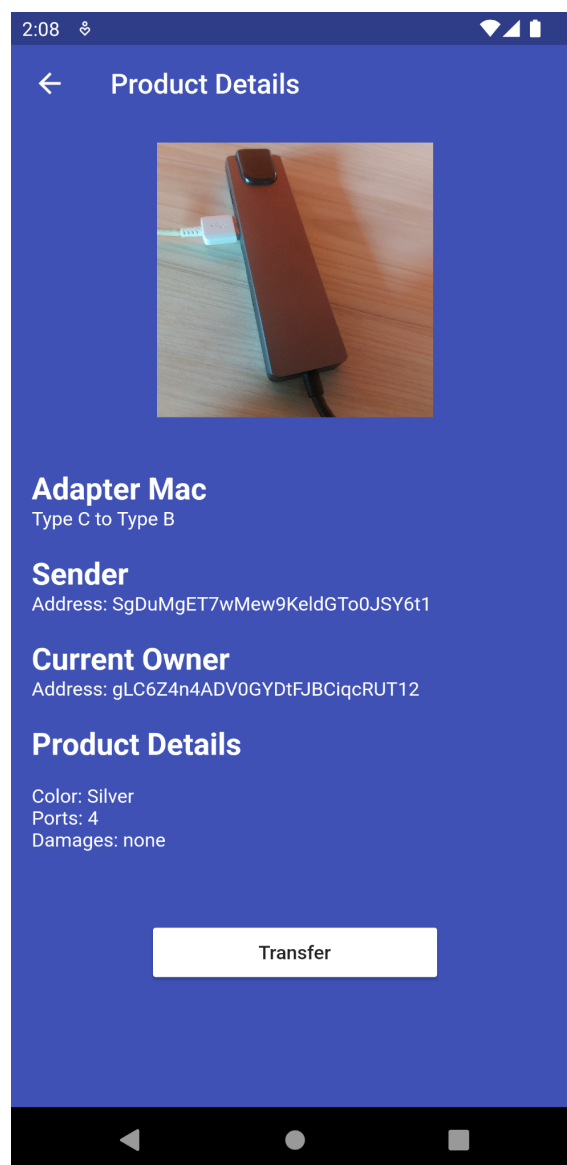 2:08
Product Details
Adapter Mac
Type C to Type B
Sender
Address: SgDuMgET7wMew9KeldGTo0JSY6t1
Current Owner
Address: gLC6Z4n4ADV0GYDtFJBCiqcRUT12
Product Details
Color: Silver
Ports: 4
Damages: none
Transfer